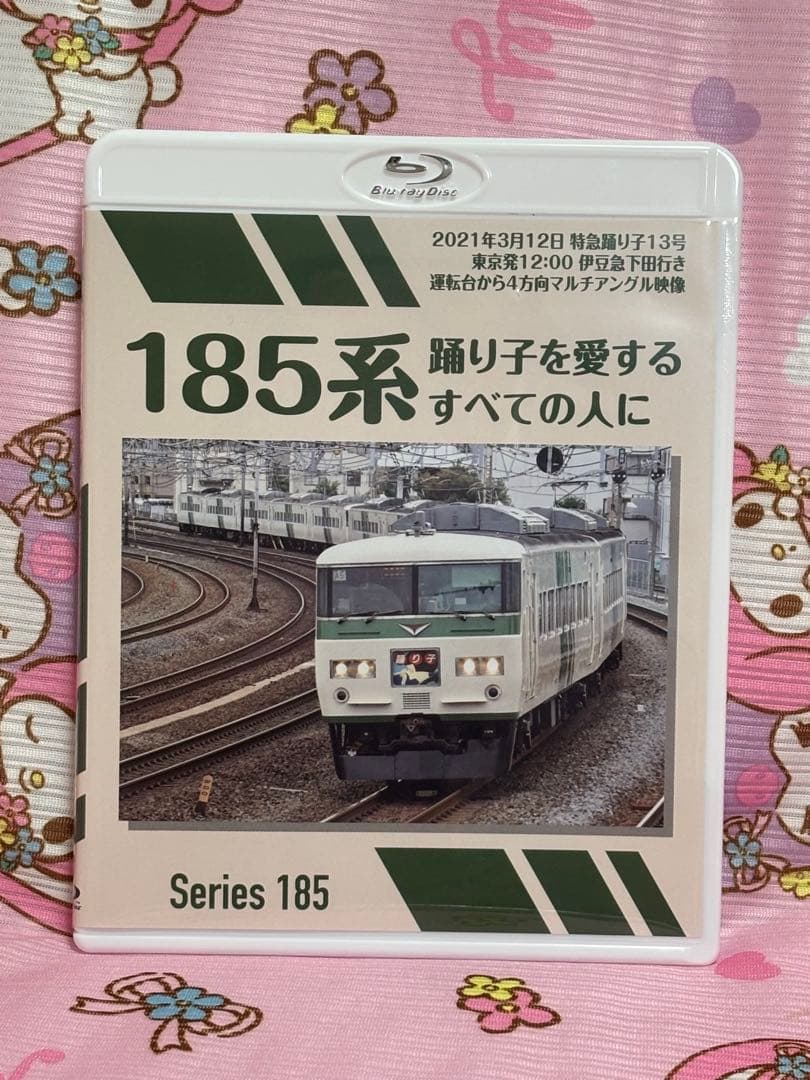 Blu-ray Disc
2021年3月12日 特急踊り子13号
東京発12:00 伊豆急下田行き
運転台から4方向マルチアングル映像
185系
踊り子を愛する
すべての人に
踊り子
Series 185